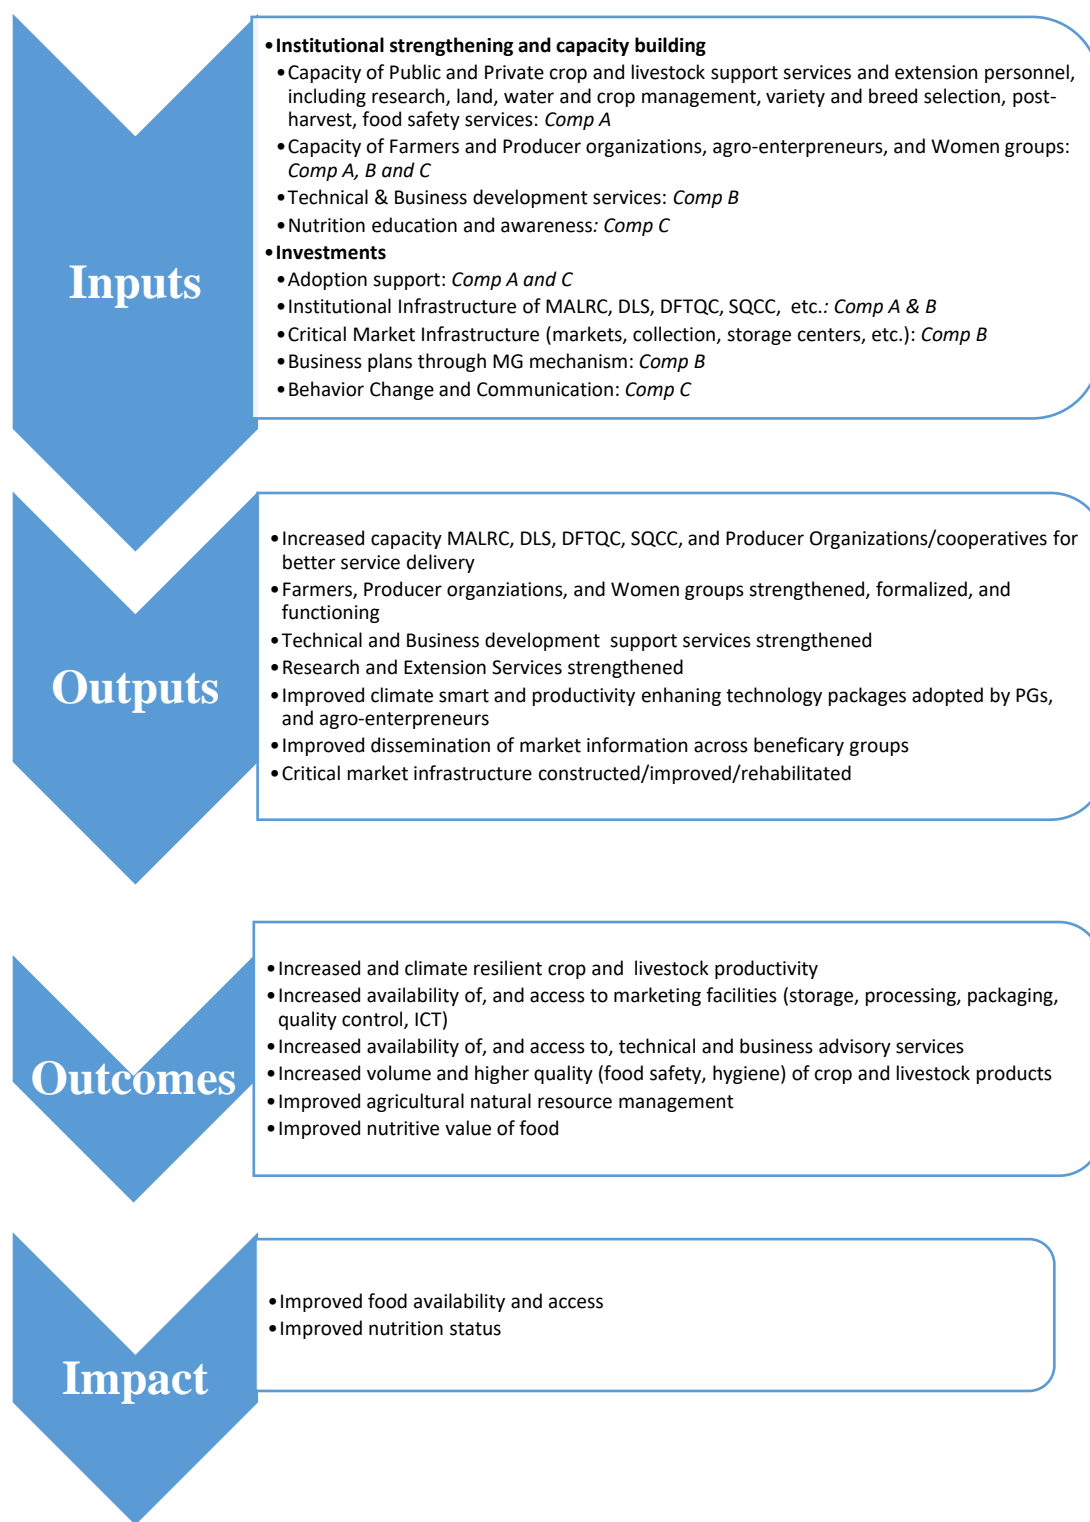 Inputs
•Institutional strengthening and capacity building
•Capacity of Public and Private crop and livestock support services and extension personnel,
including research, land, water and crop management, variety and breed selection, post-
harvest, food safety services: Comp A
•Capacity of Farmers and Producer organizations, agro-enterpreneurs, and Women groups:
Comp A, B and C
•Technical & Business development services: Comp B
•Nutrition education and awareness: Comp C
•Investments
•Adoption support: Comp A and C
•Institutional Infrastructure of MALRC, DLS, DFTQC, SQCC, etc.: Comp A & B
•Critical Market Infrastructure (markets, collection, storage centers, etc.): Comp B
•Business plans through MG mechanism: Comp B
•Behavior Change and Communication: Comp C
Outputs
•Increased capacity MALRC, DLS, DFTQC, SQCC, and Producer Organizations/cooperatives for
better service delivery
•Farmers, Producer organziations, and Women groups strengthened, formalized, and
functioning
•Technical and Business development support services strengthened
•Research and Extension Services strengthened
•Improved climate smart and productivity enhaning technology packages adopted by PGs,
and agro-enterpreneurs
•Improved dissemination of market information across beneficary groups
•Critical market infrastructure constructed/improved/rehabilitated
Outcomes
•Increased and climate resilient crop and livestock productivity
•Increased availability of, and access to marketing facilities (storage, processing, packaging,
quality control, ICT)
•Increased availability of, and access to, technical and business advisory services
•Increased volume and higher quality (food safety, hygiene) of crop and livestock products
•Improved agricultural natural resource management
•Improved nutritive value of food
Impact
•Improved food availability and access
•Improved nutrition status